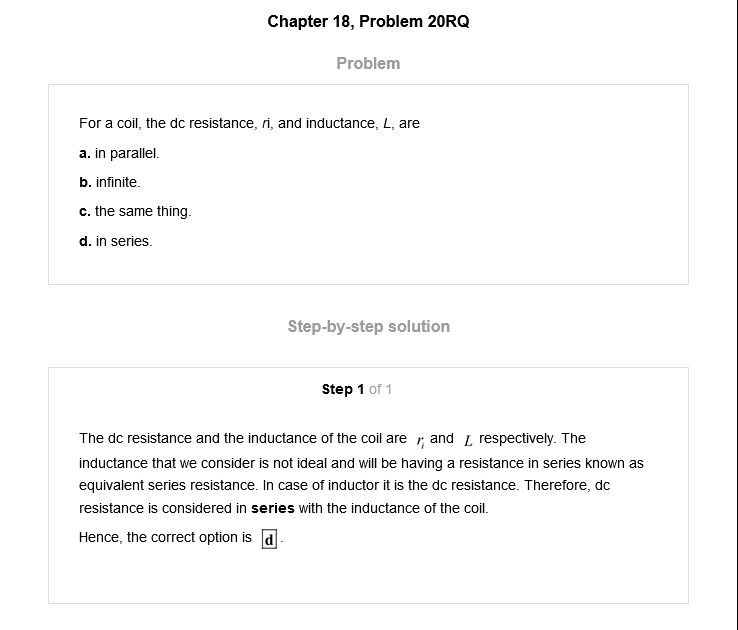 Chapter 18, Problem 20RQ
Problem
For a coil, the dc resistance, ri, and inductance, L, are
a. in parallel.
b. infinite.
c. the same thing.
d. in series.
Step-by-step solution
Step 1 of 1
The dc resistance and the inductance of the coil are rᵢ and L respectively. The
inductance that we consider is not ideal and will be having a resistance in series known as
equivalent series resistance. In case of inductor it is the dc resistance. Therefore, dc
resistance is considered in series with the inductance of the coil.
Hence, the correct option is d.